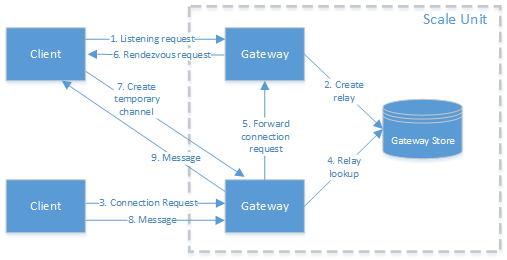 Scale Unit
Client
1. Listening request
6. Rendezvous request
Gateway
7. Create
temporary
channel
2. Create
relay
5. Forward
connection
request
Gateway Store
9. Message
4. Relay
lookup
Client
3. Connection Request
8. Message
Gateway